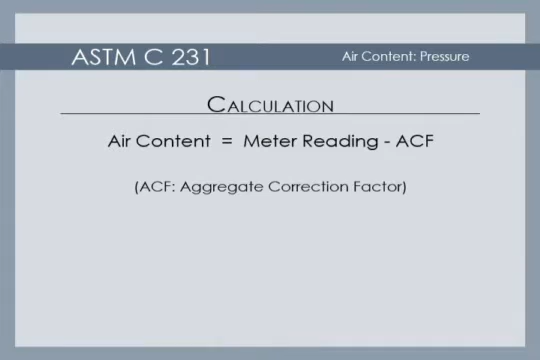 ASTM C 231
Air Content: Pressure
CALCULATION
Air Content = Meter Reading - ACF
(ACF: Aggregate Correction Factor)